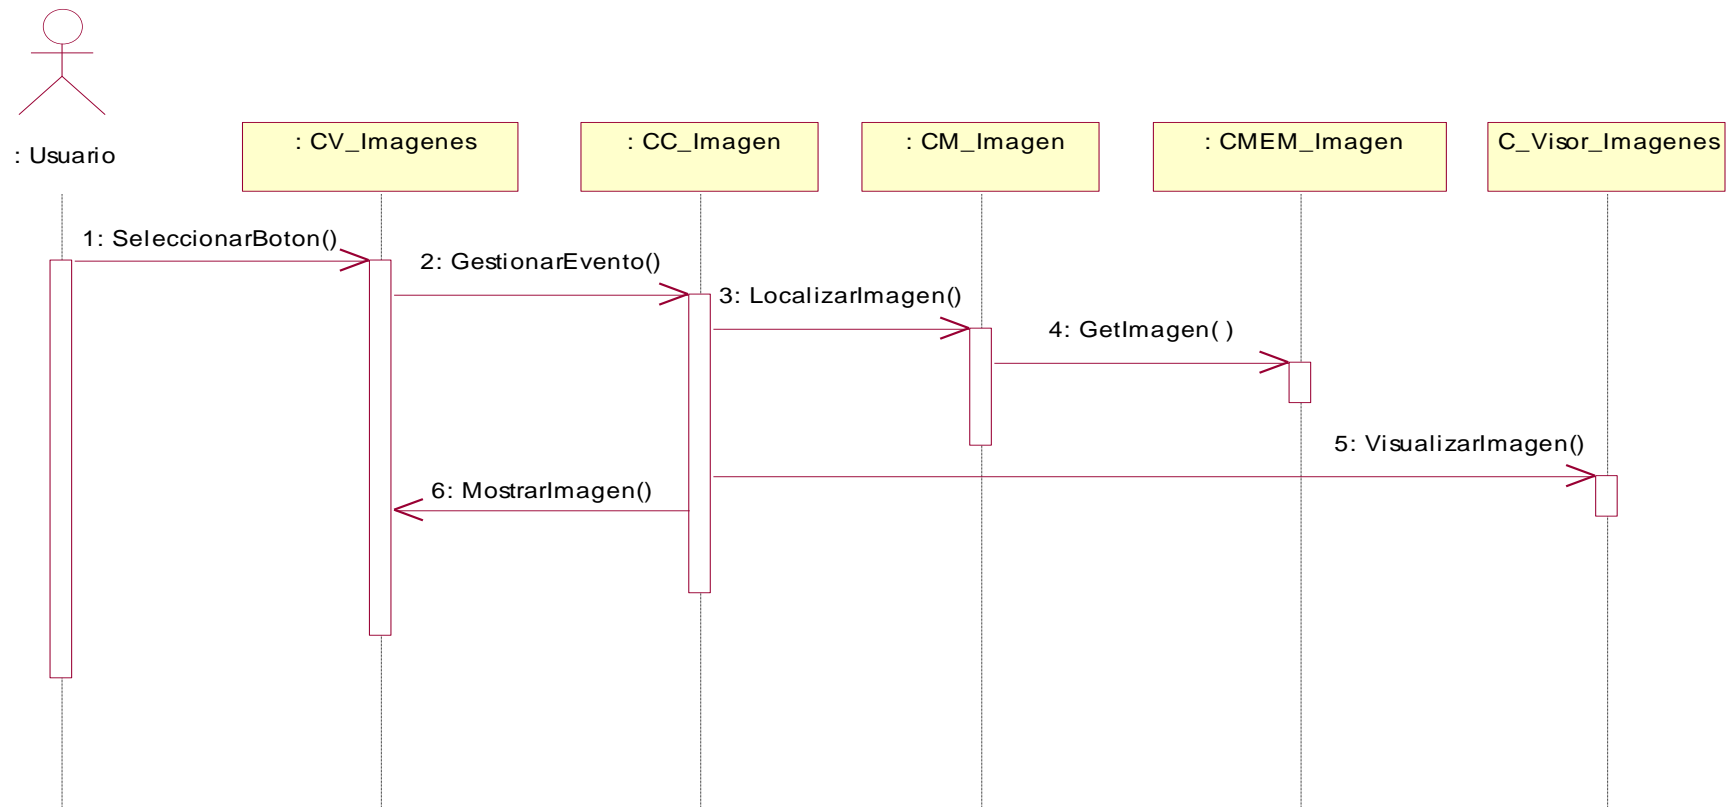 : Usuario
: CV_Imagenes
: CC_Imagen
: CM_Imagen
: CMEM_Imagen
C_Visor_Imagenes
1: SeleccionarBoton()
2: GestionarEvento()
3: LocalizarImagen()
4: GetImagen( )
5: VisualizarImagen()
6: MostrarImagen()